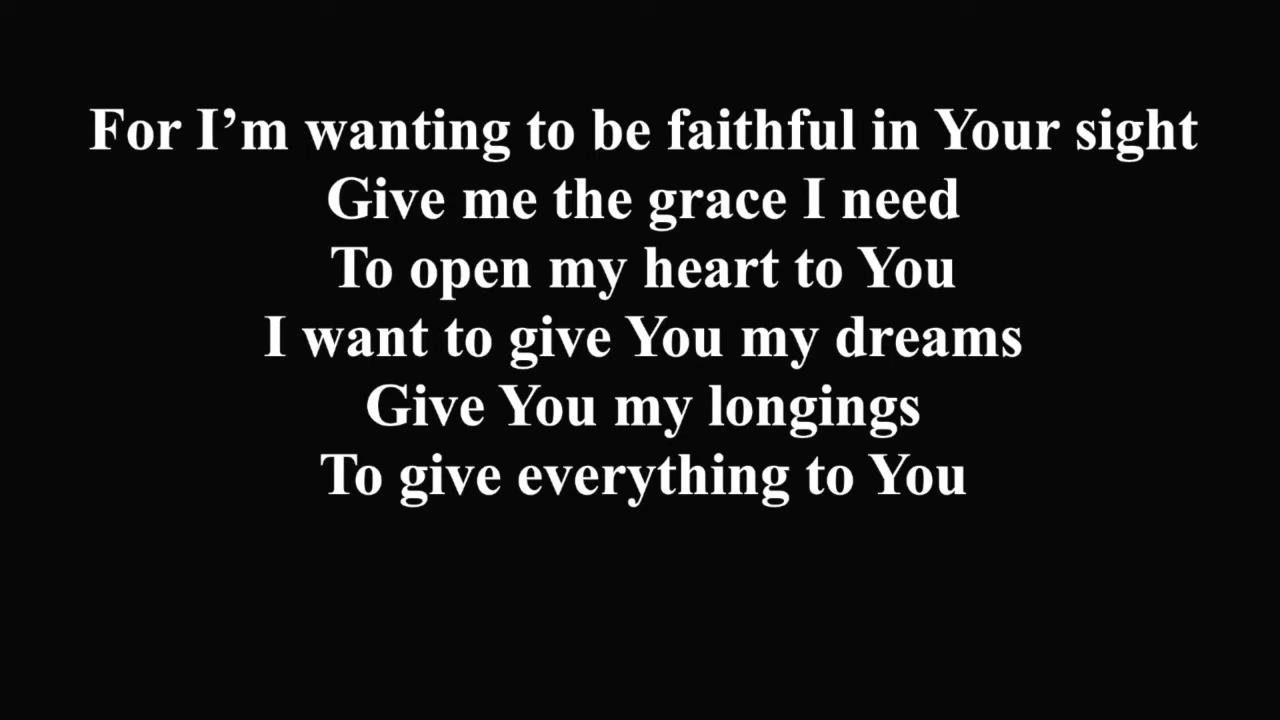 For I’m wanting to be faithful in Your sight
Give me the grace I need
To open my heart to You
I want to give You my dreams
Give You my longings
To give everything to You